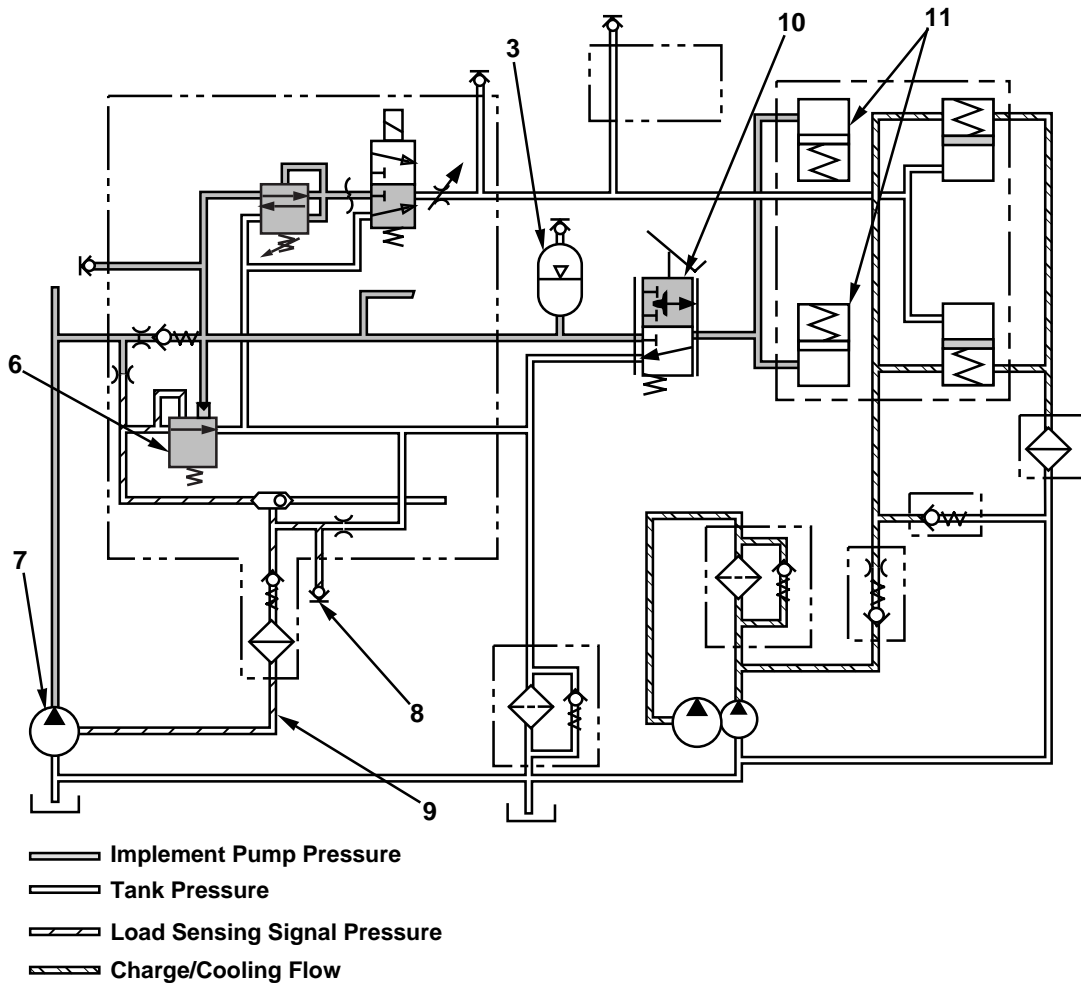 11
10
3
6
7
8
9
Implement Pump Pressure
Tank Pressure
Load Sensing Signal Pressure
Charge/Cooling Flow